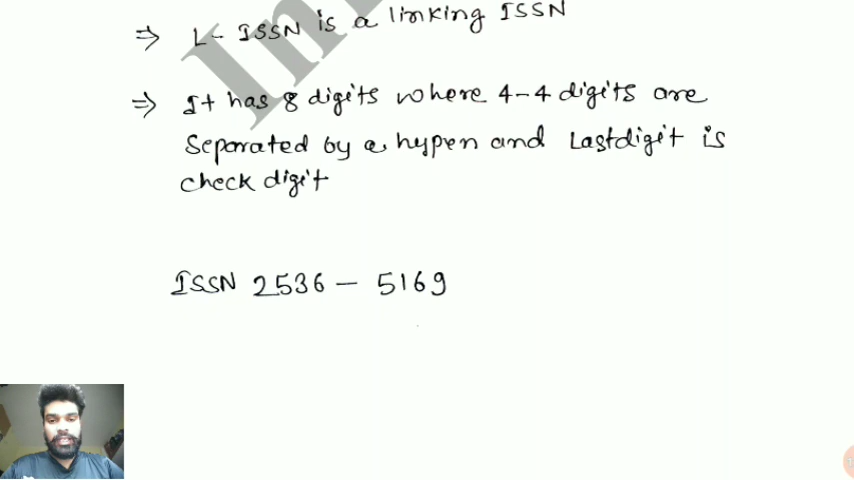 ⇒ L- ISSN is a linking ISSN
⇒ It has 8 digits where 4-4 digits are
Separated by a hypen and Lastdigit is
check digit
ISSN 2536 - 5169